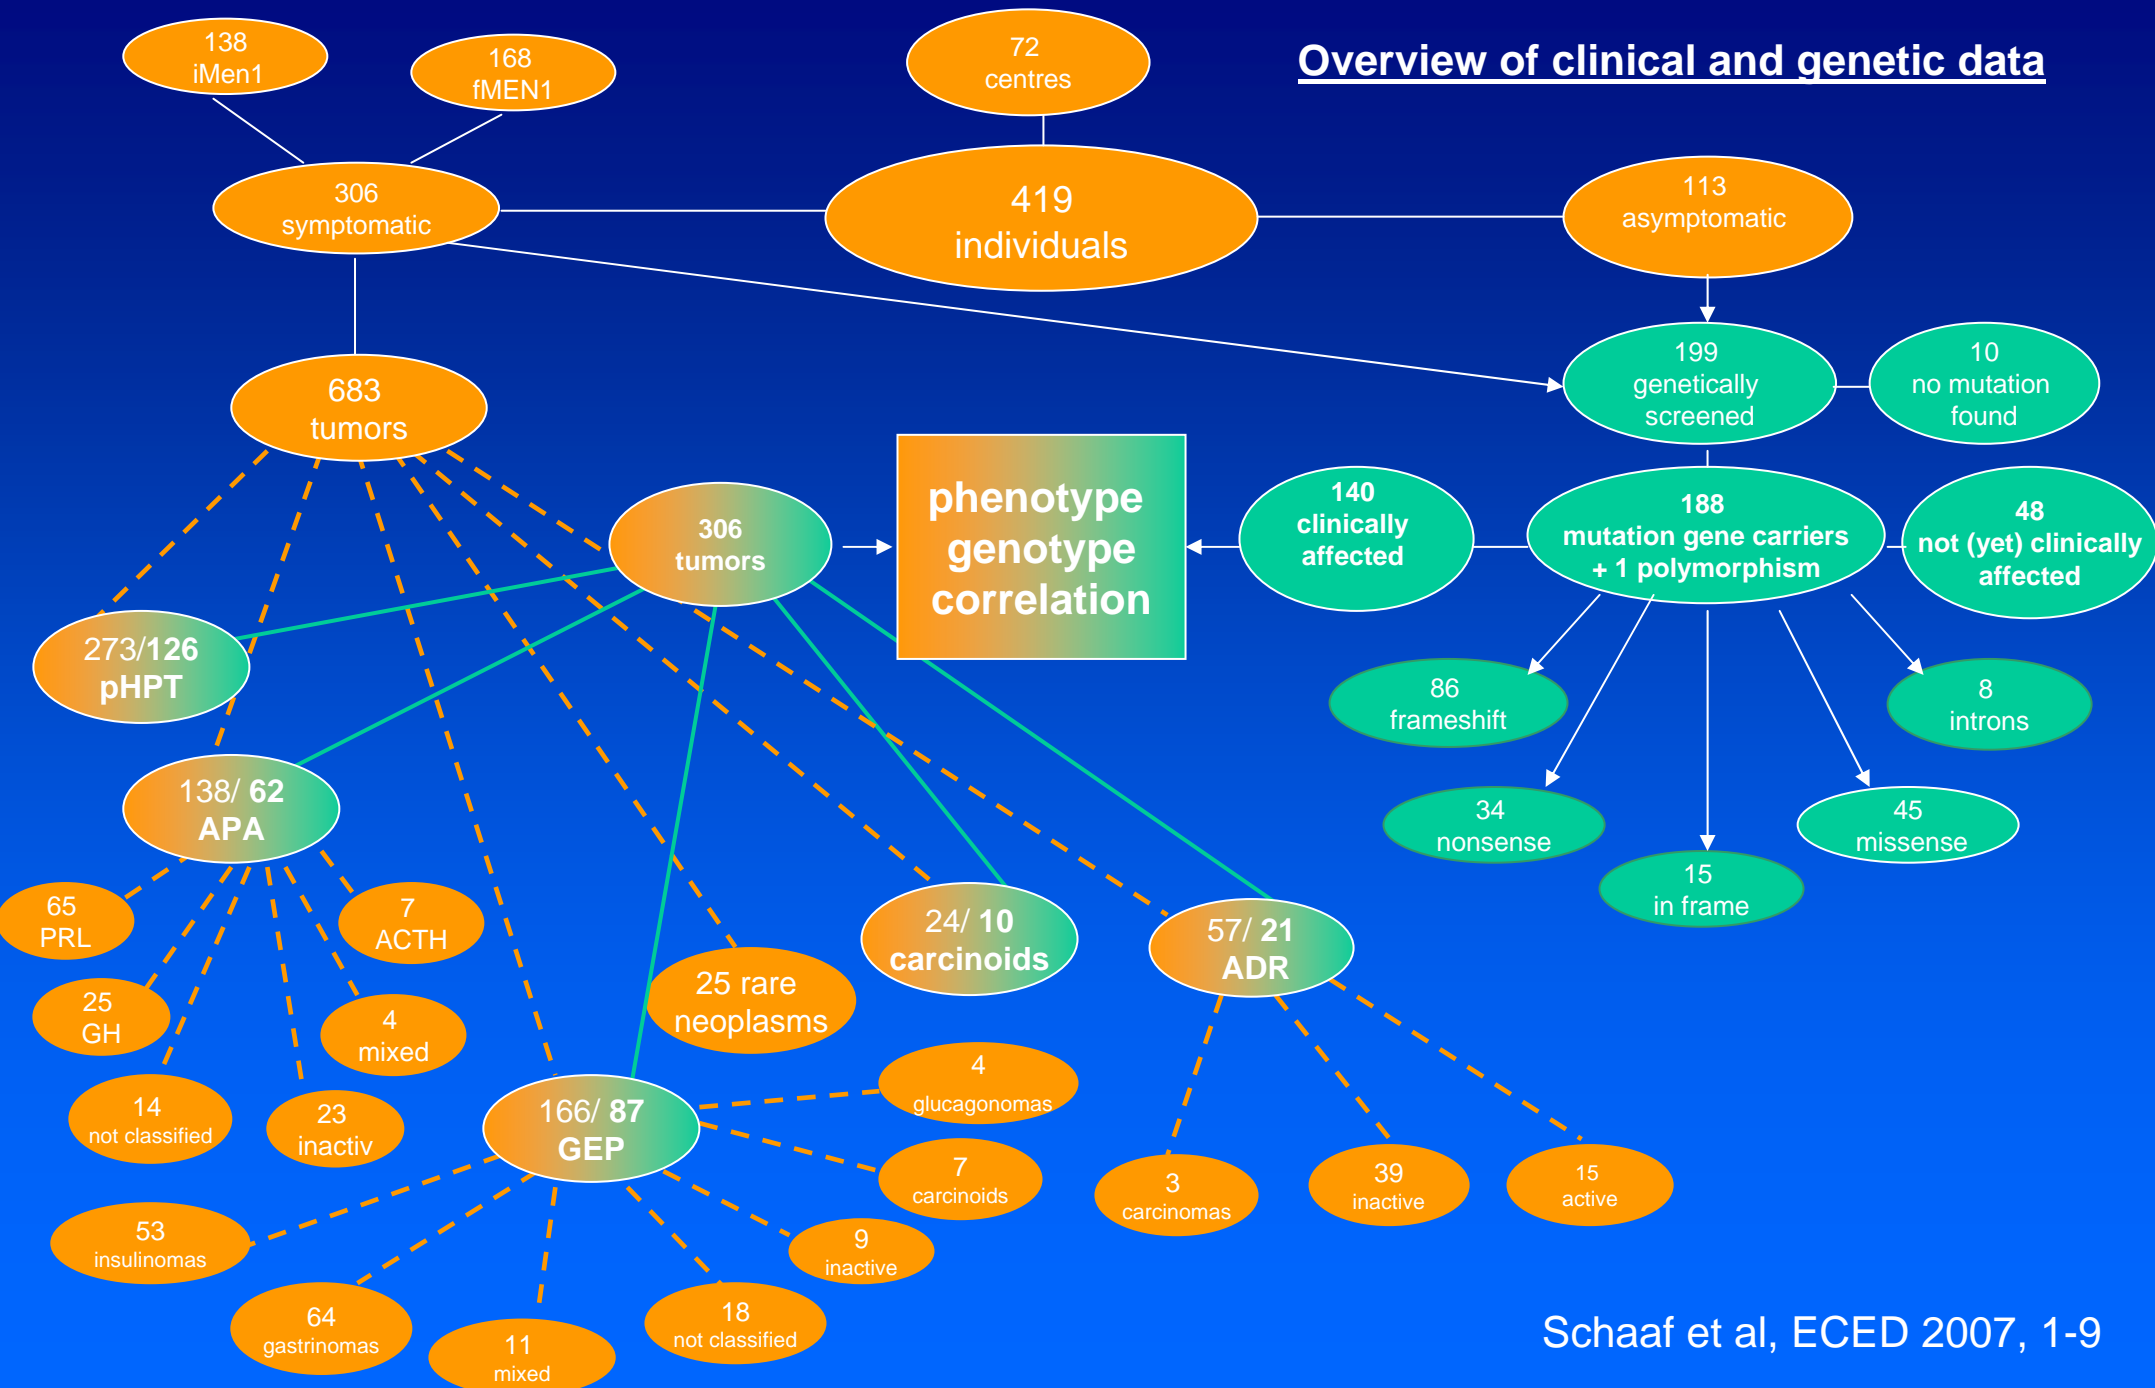 Overview of clinical and genetic data
138
iMen1
168
fMEN1
72
centres
306
symptomatic
419
individuals
113
asymptomatic
683
tumors
199
genetically
screened
10
no mutation
found
306
tumors
phenotype
genotype
correlation
140
clinically
affected
188
mutation gene carriers
+ 1 polymorphism
48
not (yet) clinically
affected
273/126
pHPT
86
frameshift
8
introns
138/ 62
APA
34
nonsense
45
missense
15
in frame
65
PRL
7
ACTH
24/ 10
carcinoids
57/ 21
ADR
25
GH
4
mixed
25 rare
neoplasms
14
not classified
23
inactiv
166/ 87
GEP
4
glucagonomas
7
carcinoids
3
carcinomas
39
inactive
15
active
53
insulinomas
9
inactive
64
gastrinomas
11
mixed
18
not classified
Schaaf et al, ECED 2007, 1-9